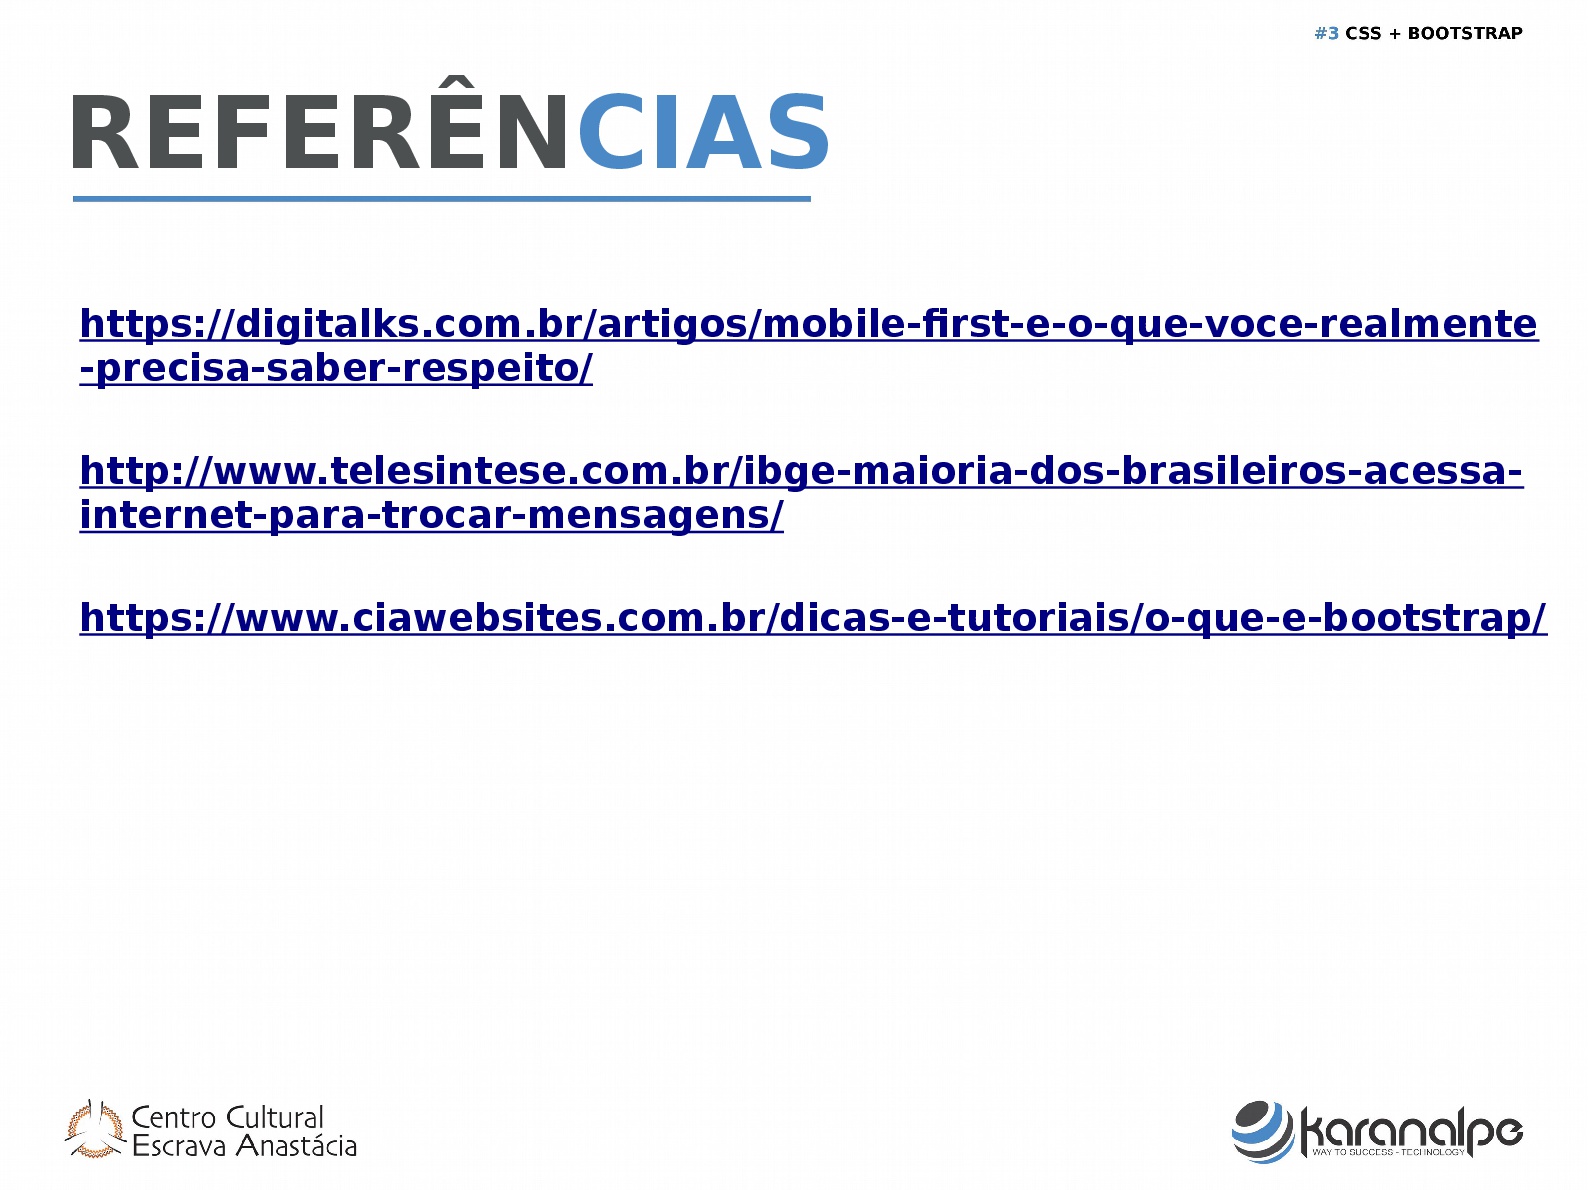 #3 CSS + BOOTSTRAP
REFERÊNCIAS
https://digitalks.com.br/artigos/mobile-first-e-o-que-voce-realmente
-precisa-saber-respeito/
http://www.telesintese.com.br/ibge-maioria-dos-brasileiros-acessa-
internet-para-trocar-mensagens/
https://www.ciawebsites.com.br/dicas-e-tutoriais/o-que-e-bootstrap/
Centro Cultural
Escrava Anastácia
karanalpe
WAY TO SUCCESS - TECHNOLOGY